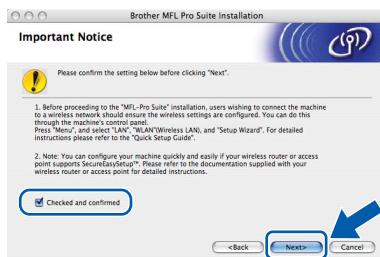 Brother MFL Pro Suite Installation
Important Notice
Please confirm the setting below before clicking "Next".
1. Before proceeding to the "MFL-Pro Suite" installation, users wishing to connect the machine
to a wireless network should ensure the wireless settings are configured. You can do this
through the machine's control panel.
Press "Menu", and select "LAN", "WLAN"(Wireless LAN), and "Setup Wizard". For detailed
instructions please refer to the "Quick Setup Guide".
2. Note: You can configure your machine quickly and easily if your wireless router or access
point supports SecureEasySetup™. Please refer to the documentation supplied with your
wireless router or access point for detailed instructions.
Checked and confirmed
<Back Next> Cancel